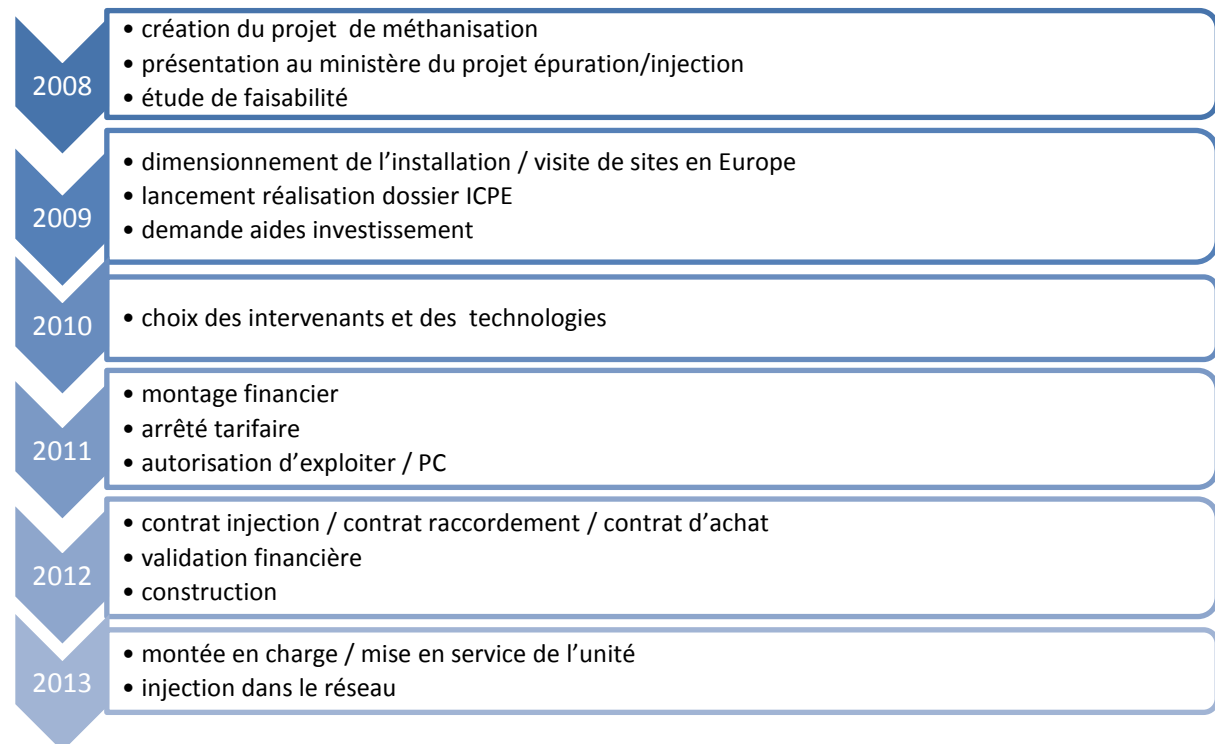 2008
• création du projet de méthanisation
• présentation au ministère du projet épuration/injection
• étude de faisabilité
2009
• dimensionnement de l’installation / visite de sites en Europe
• lancement réalisation dossier ICPE
• demande aides investissement
2010
• choix des intervenants et des technologies
2011
• montage financier
• arrêté tarifaire
• autorisation d’exploiter / PC
2012
• contrat injection / contrat raccordement / contrat d’achat
• validation financière
• construction
2013
• montée en charge / mise en service de l’unité
• injection dans le réseau